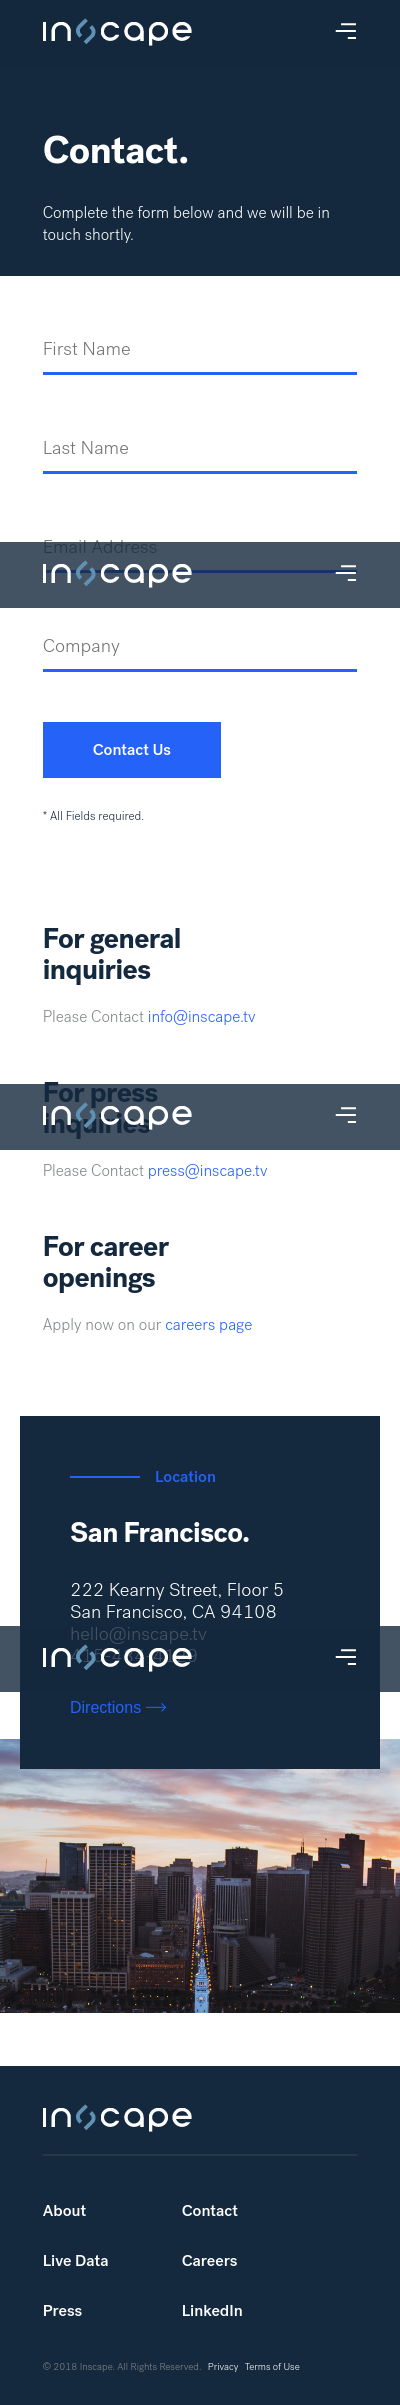 inscape
Contact.
Complete the form below and we will be in
touch shortly.
First Name
Last Name
Email Address
inscape
Company
Contact Us
* All Fields required.
For general
inquiries
Please Contact info@inscape.tv
For press
inquiries
inscape
Please Contact press@inscape.tv
For career
openings
Apply now on our careers page
Location
San Francisco.
222 Kearny Street, Floor 5
San Francisco, CA 94108
hello@inscape.tv
inscape
Directions
inscape
About
Contact
Live Data
Careers
Press
LinkedIn
© 2018 Inscape. All Rights Reserved. Privacy Terms of Use